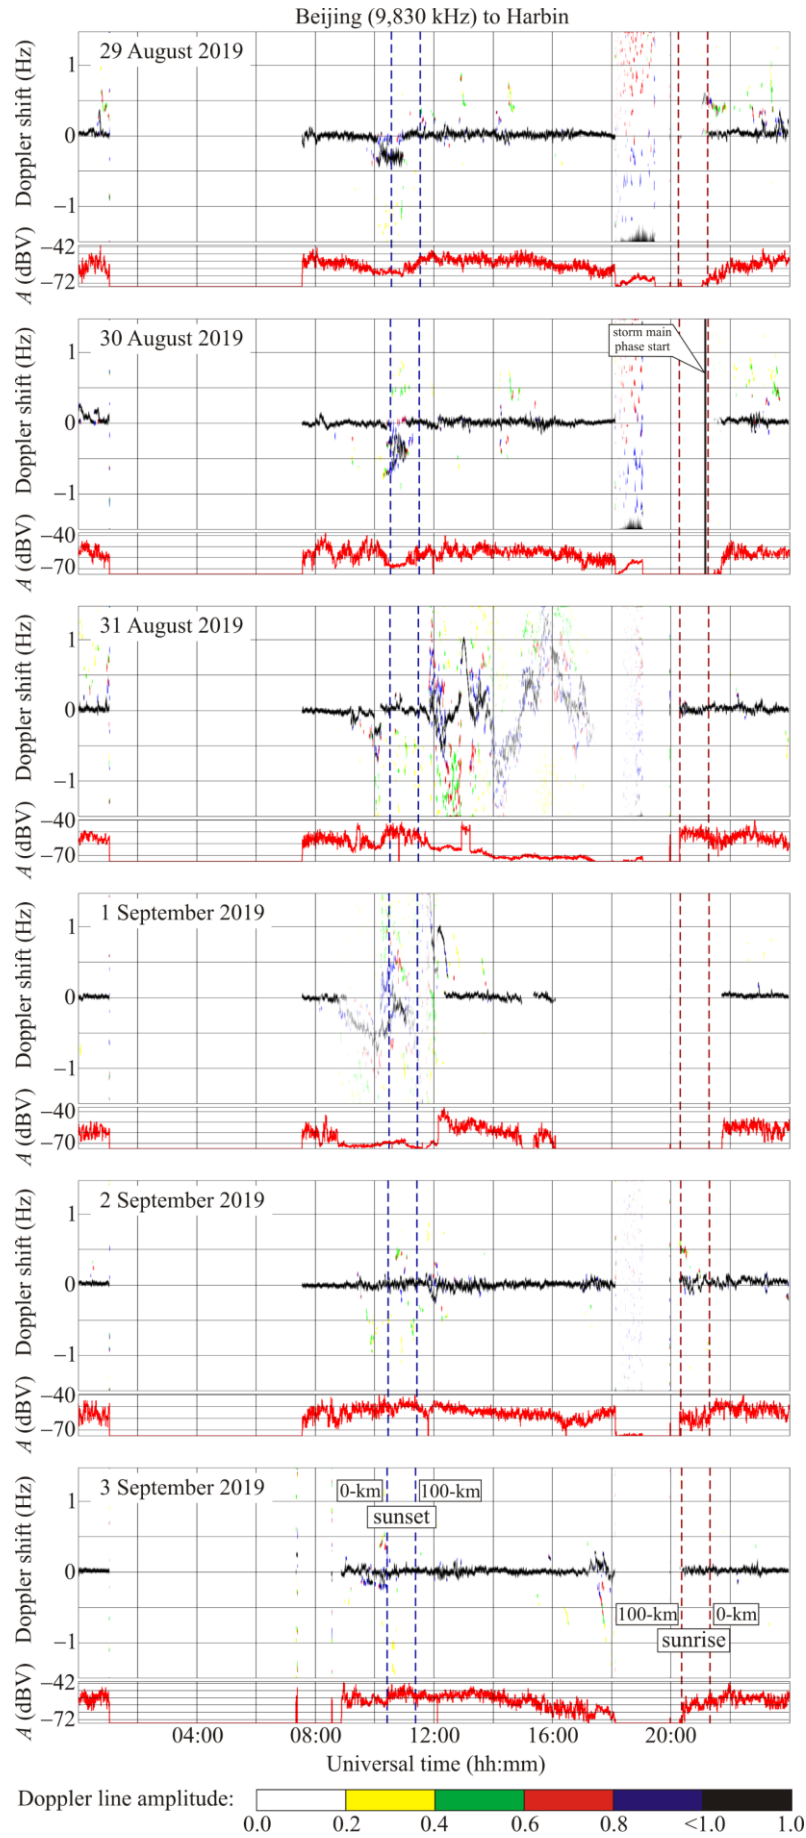 Beijing (9,830 kHz) to Harbin
29 August 2019
Doppler shift (Hz)
1
0
−1
A (dBV)
−42
−72
30 August 2019
storm main
phase start
Doppler shift (Hz)
1
0
−1
A (dBV)
−40
−70
31 August 2019
Doppler shift (Hz)
1
0
−1
A (dBV)
−40
−70
1 September 2019
Doppler shift (Hz)
1
0
−1
A (dBV)
−40
−70
2 September 2019
Doppler shift (Hz)
1
0
−1
A (dBV)
−40
−70
3 September 2019
Doppler shift (Hz)
1
0
−1
0-km 100-km
sunset
100-km 0-km
sunrise
A (dBV)
−42
−72
04:00 08:00 12:00 16:00 20:00
Universal time (hh:mm)
Doppler line amplitude:
0.0 0.2 0.4 0.6 0.8 <1.0 1.0